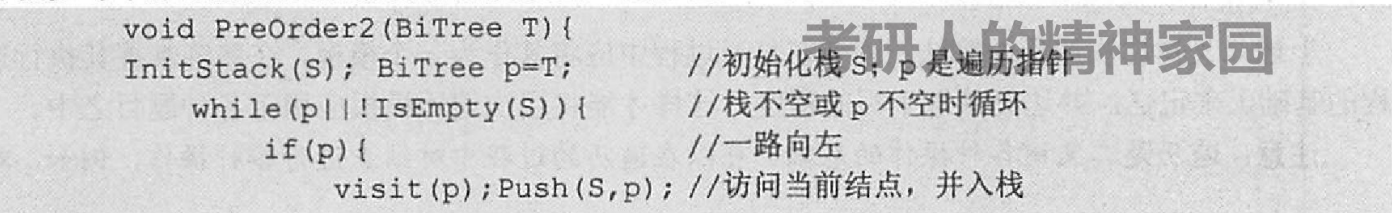 考研人的精神家园
void PreOrder2(BiTree T){
InitStack(S); BiTree p=T; //初始化栈S; p是遍历指针
while(p||!IsEmpty(S)){ //栈不空或p不空时循环
if(p){ //一路向左
visit(p);Push(S,p); //访问当前结点，并入栈